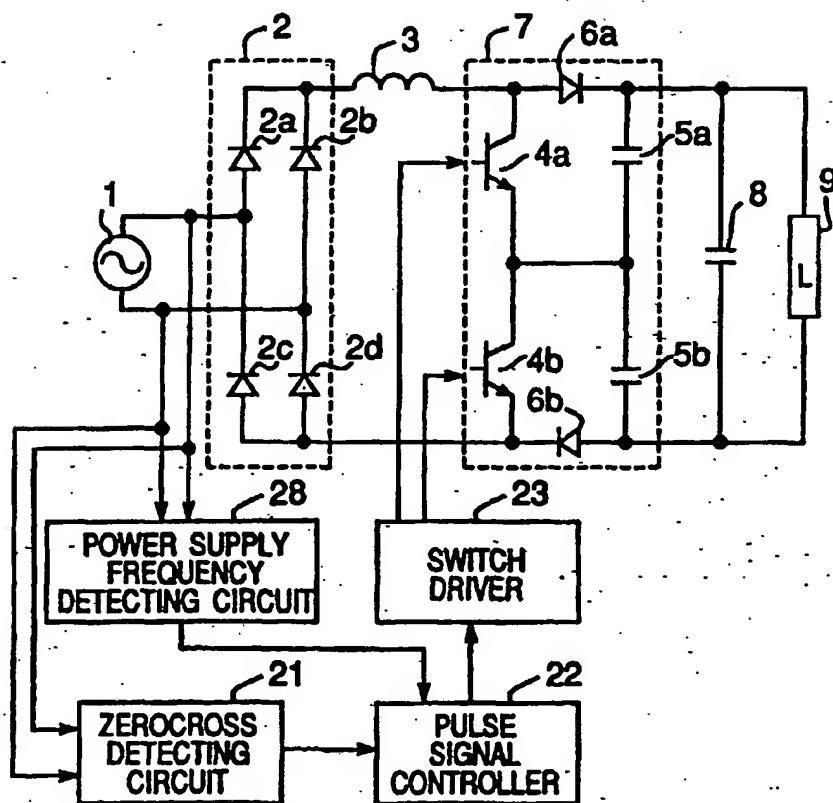 2
3
7
6a
2a
2b
4a
5a
1
8
9
L
2c
2d
4b
5b
6b
28
23
POWER SUPPLY
FREQUENCY
DETECTING CIRCUIT
SWITCH
DRIVER
21
22
ZEROCROSS
DETECTING
CIRCUIT
PULSE
SIGNAL
CONTROLLER